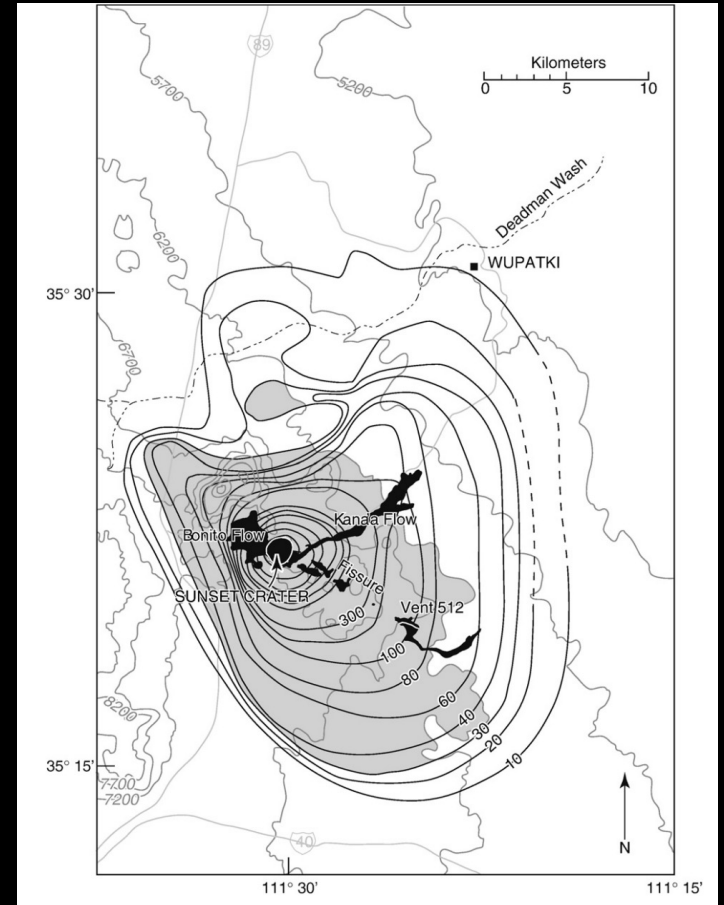 89
Kilometers
0 5 10
5700
5200
Deadman Wash
6200
WUPATKI
35° 30'
6700
Kanaa Flow
Bonito Flow
Fissure
SUNSET CRATER
Vent 512
300
100
80
60
40
30
20
10
8200
35° 15'
7700
7200
40
N
111° 30'
111° 15'